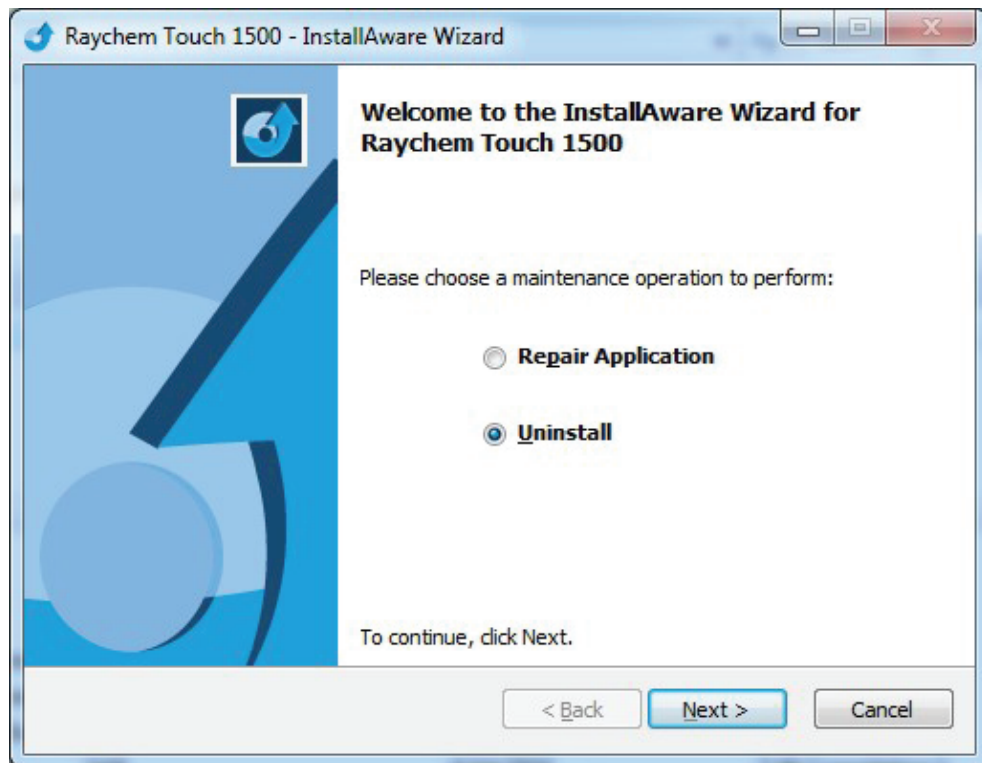 Raychem Touch 1500 - InstallAware Wizard
Welcome to the InstallAware Wizard for
Raychem Touch 1500
Please choose a maintenance operation to perform:
Repair Application
Uninstall
To continue, click Next.
< Back Next > Cancel